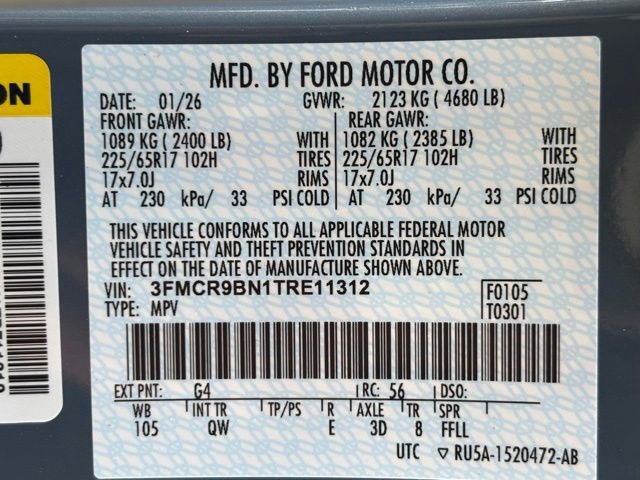 ON
MFD. BY FORD MOTOR CO.
DATE: 01/26 GVWR: 2123 KG ( 4680 LB)
FRONT GAWR: REAR GAWR:
1089 KG ( 2400 LB) WITH 1082 KG ( 2385 LB) WITH
225/65R17 102H TIRES 225/65R17 102H TIRES
17x7.0J RIMS 17x7.0J RIMS
AT 230 kPa/ 33 PSI COLD AT 230 kPa/ 33 PSI COLD
THIS VEHICLE CONFORMS TO ALL APPLICABLE FEDERAL MOTOR
VEHICLE SAFETY AND THEFT PREVENTION STANDARDS IN
EFFECT ON THE DATE OF MANUFACTURE SHOWN ABOVE.
VIN: 3FMCR9BN1TRE11312 F0105
TYPE: MPV T0301
EXT PNT: G4 RC: 56 DSO:
WB INT TR TP/PS R AXLE TR SPR
105 QW E 3D 8 FFLL
UTC ▽ RU5A-1520472-AB